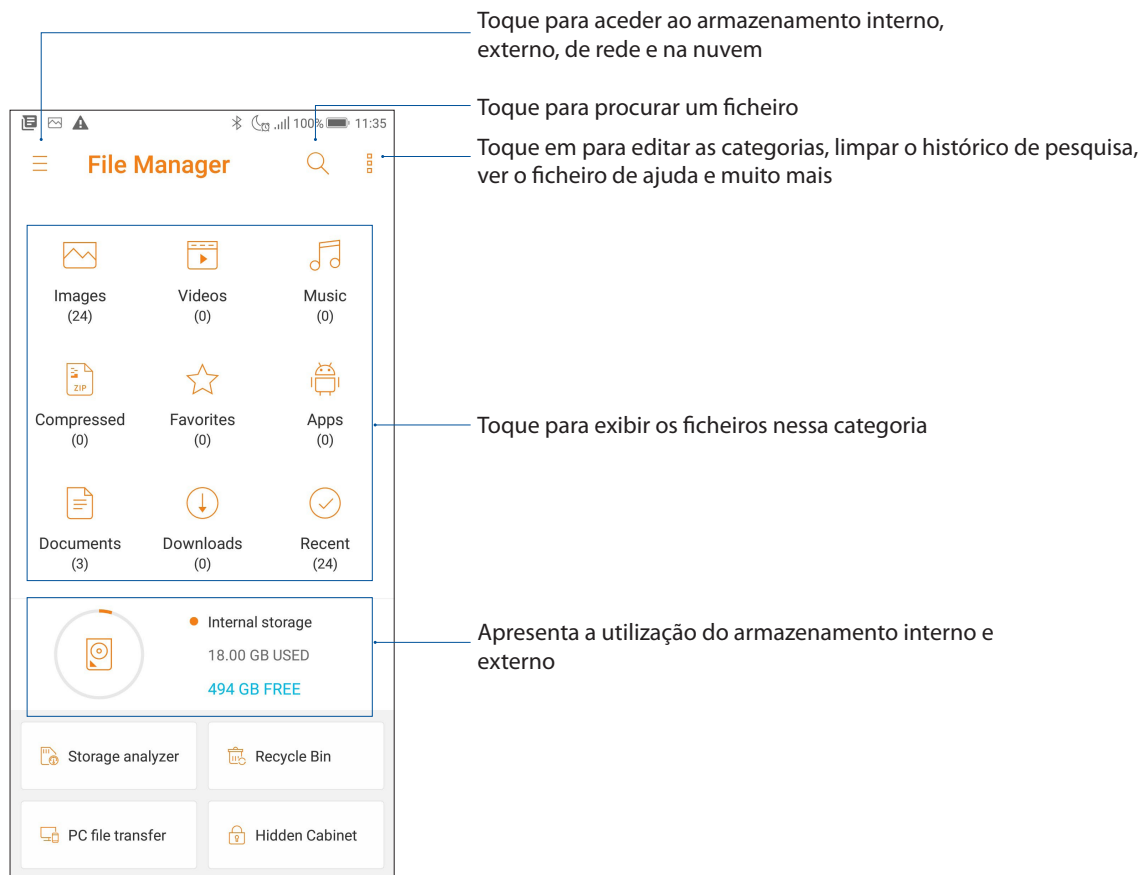 Toque para aceder ao armazenamento interno,
externo, de rede e na nuvem
Toque para procurar um ficheiro
Toque em para editar as categorias, limpar o histórico de pesquisa,
ver o ficheiro de ajuda e muito mais
100% 11:35
File Manager
Images
(24)
Videos
(0)
Music
(0)
ZIP
Compressed
(0)
Favorites
(0)
Apps
(0)
Toque para exibir os ficheiros nessa categoria
Documents
(3)
Downloads
(0)
Recent
(24)
Internal storage
18.00 GB USED
494 GB FREE
Apresenta a utilização do armazenamento interno e
externo
Storage analyzer
Recycle Bin
PC file transfer
Hidden Cabinet